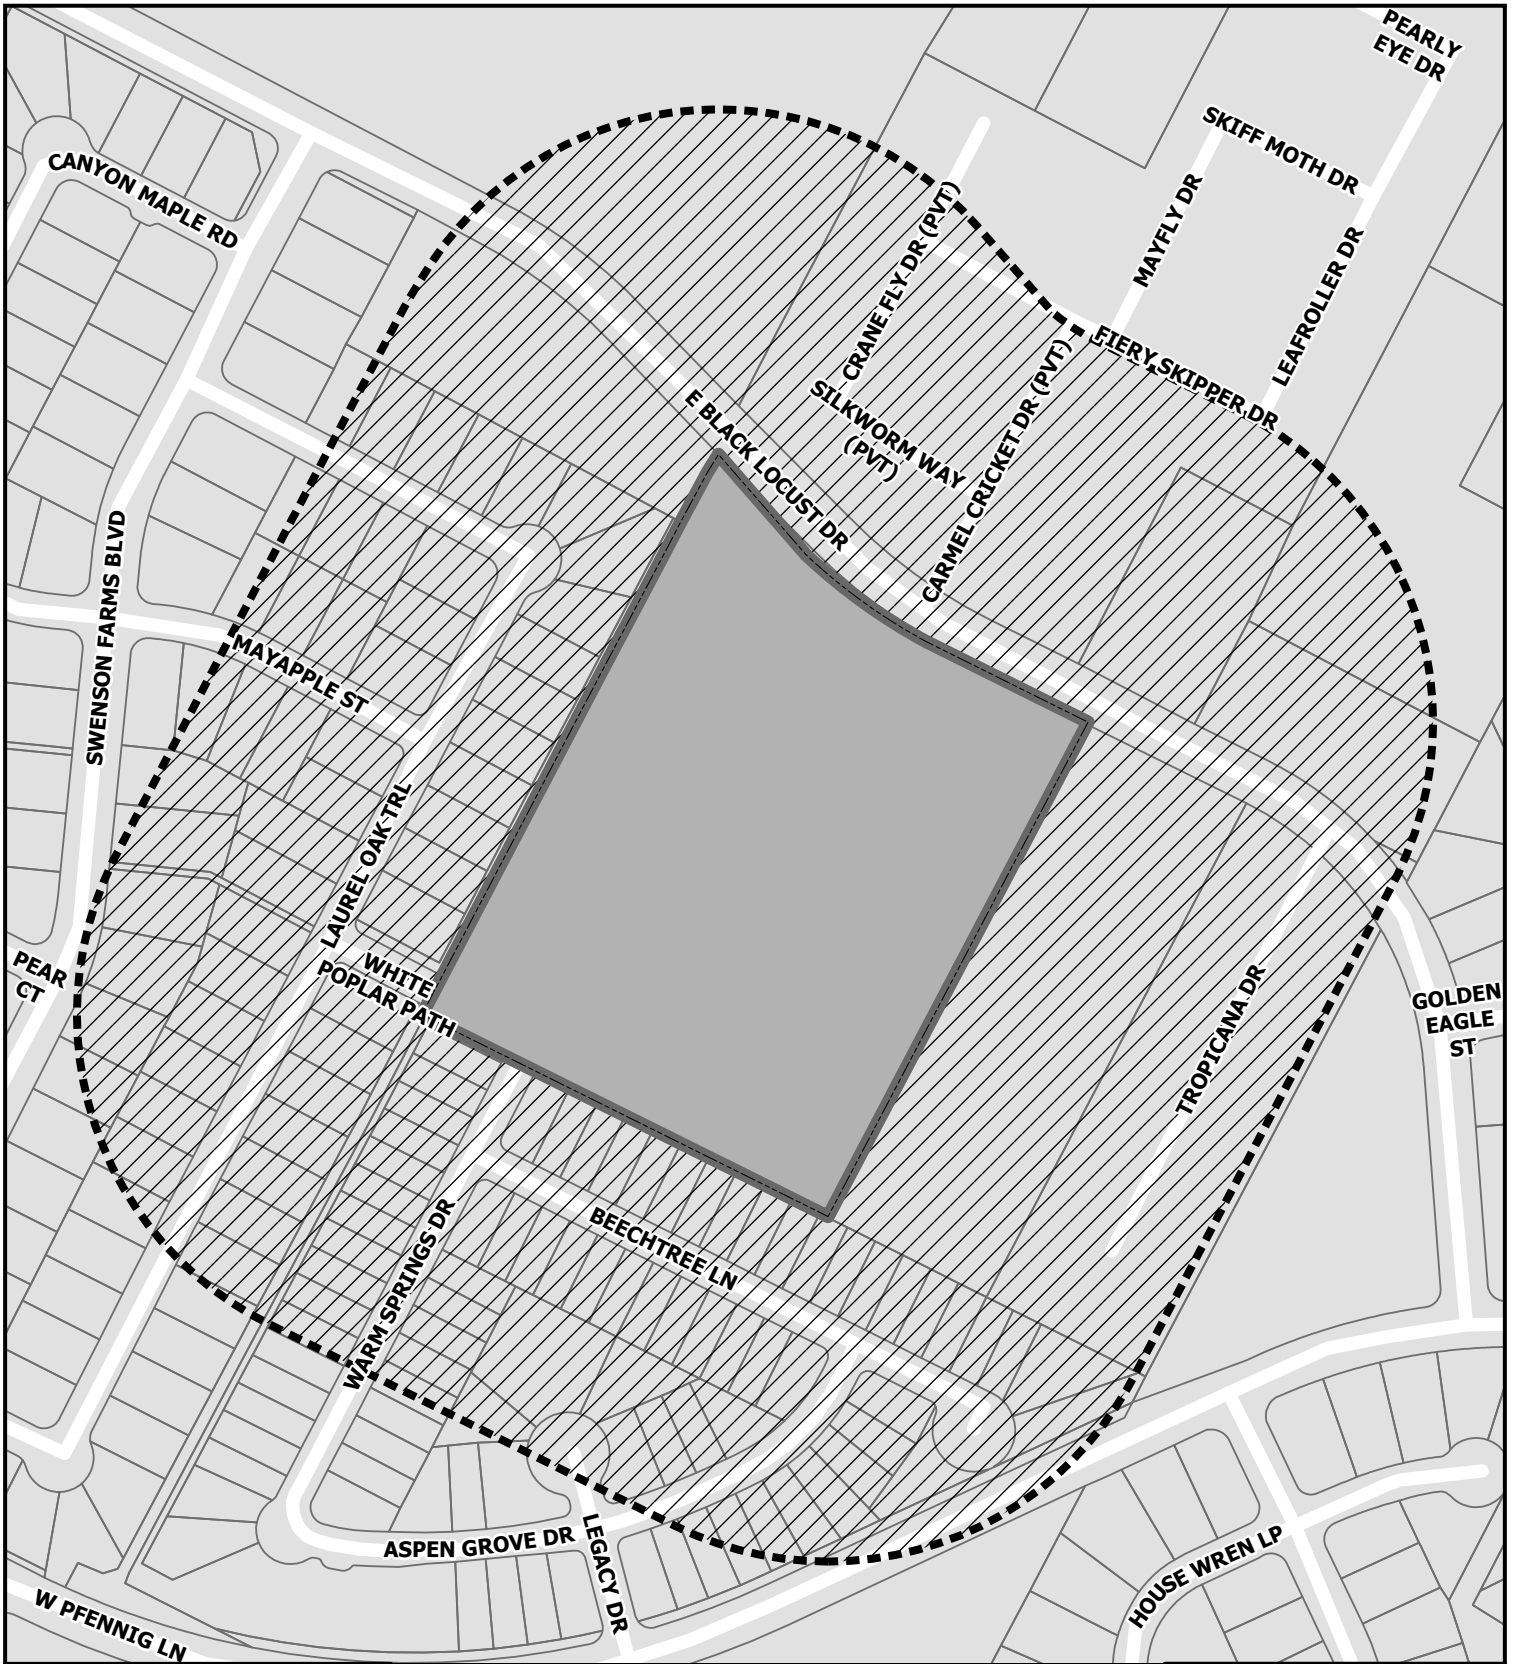 PEARLY
EYE DR
SKIFF MOTH DR
CANYON MAPLE RD
MAYFLY DR
CRANE FLY DR (PVT)
LEAFROLLER DR
FIERY SKIPPER DR
SILKWORM WAY
(PVT)
CARMEL CRICKET DR (PVT)
E BLACK LOCUST DR
SWENSON FARMS BLVD
MAYAPPLE ST
LAUREL OAK TRL
WHITE
POPLAR PATH
PEAR
CT
TROPICANA DR
GOLDEN
EAGLE
ST
WARM SPRINGS DR
BEECHTREE LN
ASPEN GROVE DR
LEGACY DR
HOUSE WREN LP
W PFENNIG LN